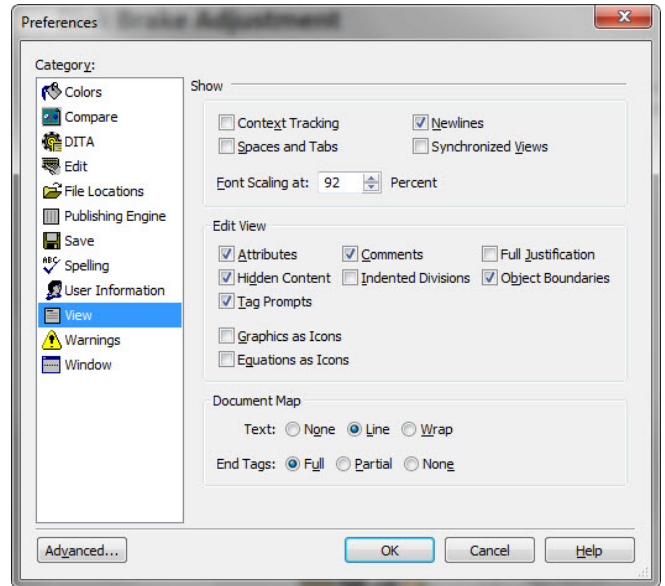 Brake Adjustment
Preferences
Category:
Colors
Compare
DITA
Edit
File Locations
Publishing Engine
Save
ABC Spelling
User Information
View
Warnings
Window
Show
Context Tracking Newlines
Spaces and Tabs Synchronized Views
Font Scaling at: 92 Percent
Edit View
Attributes Comments Full Justification
Hidden Content Indented Divisions Object Boundaries
Tag Prompts
Graphics as Icons
Equations as Icons
Document Map
Text: None Line Wrap
End Tags: Full Partial None
Advanced... OK Cancel Help